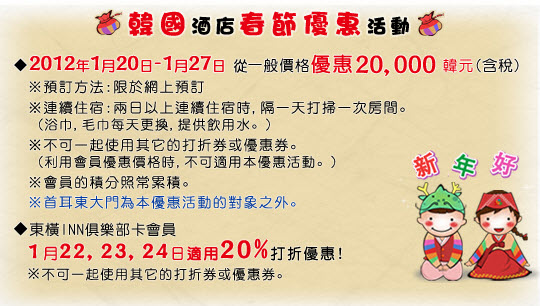 韓國酒店春節優惠活動
◆2012年1月20日-1月27日 從一般價格優惠20,000 韓元(含稅)
※預訂方法:限於網上預訂
※連續住宿:兩日以上連續住宿時,隔一天打掃一次房間。
(浴巾,毛巾每天更換,提供飲用水。)
※不可一起使用其它的打折券或優惠券。
(利用會員優惠價格時,不可適用本優惠活動。)
※會員的積分照常累積。
※首耳東大門為本優惠活動的對象之外。
新年好
◆東橫INN俱樂部卡會員
1月22, 23, 24日適用20%打折優惠!
※不可一起使用其它的打折券或優惠券。